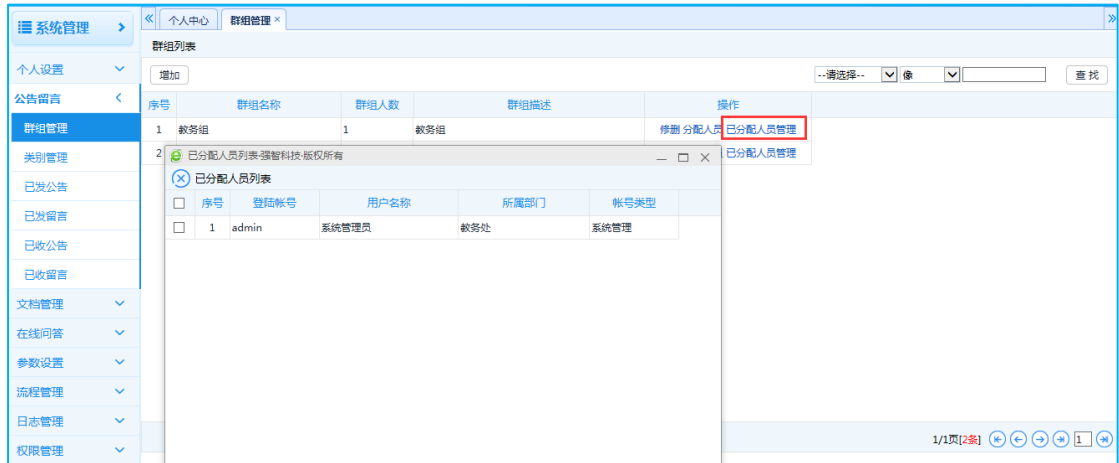 系统管理
个人中心 群组管理 ×
群组列表
个人设置
增加 --请选择-- 像 查 找
公告留言
序号 群组名称 群组人数 群组描述 操作
群组管理
1 教务组 1 教务组 修删 分配人员 已分配人员管理
类别管理
2 已分配人员管理
已分配人员列表-强智科技-版权所有
已分配人员列表
已发公告
序号 登陆帐号 用户名称 所属部门 帐号类型
已发留言
1 admin 系统管理员 教务处 系统管理
已收公告
已收留言
文档管理
在线问答
参数设置
流程管理
日志管理
1/1页[2条] 1
权限管理